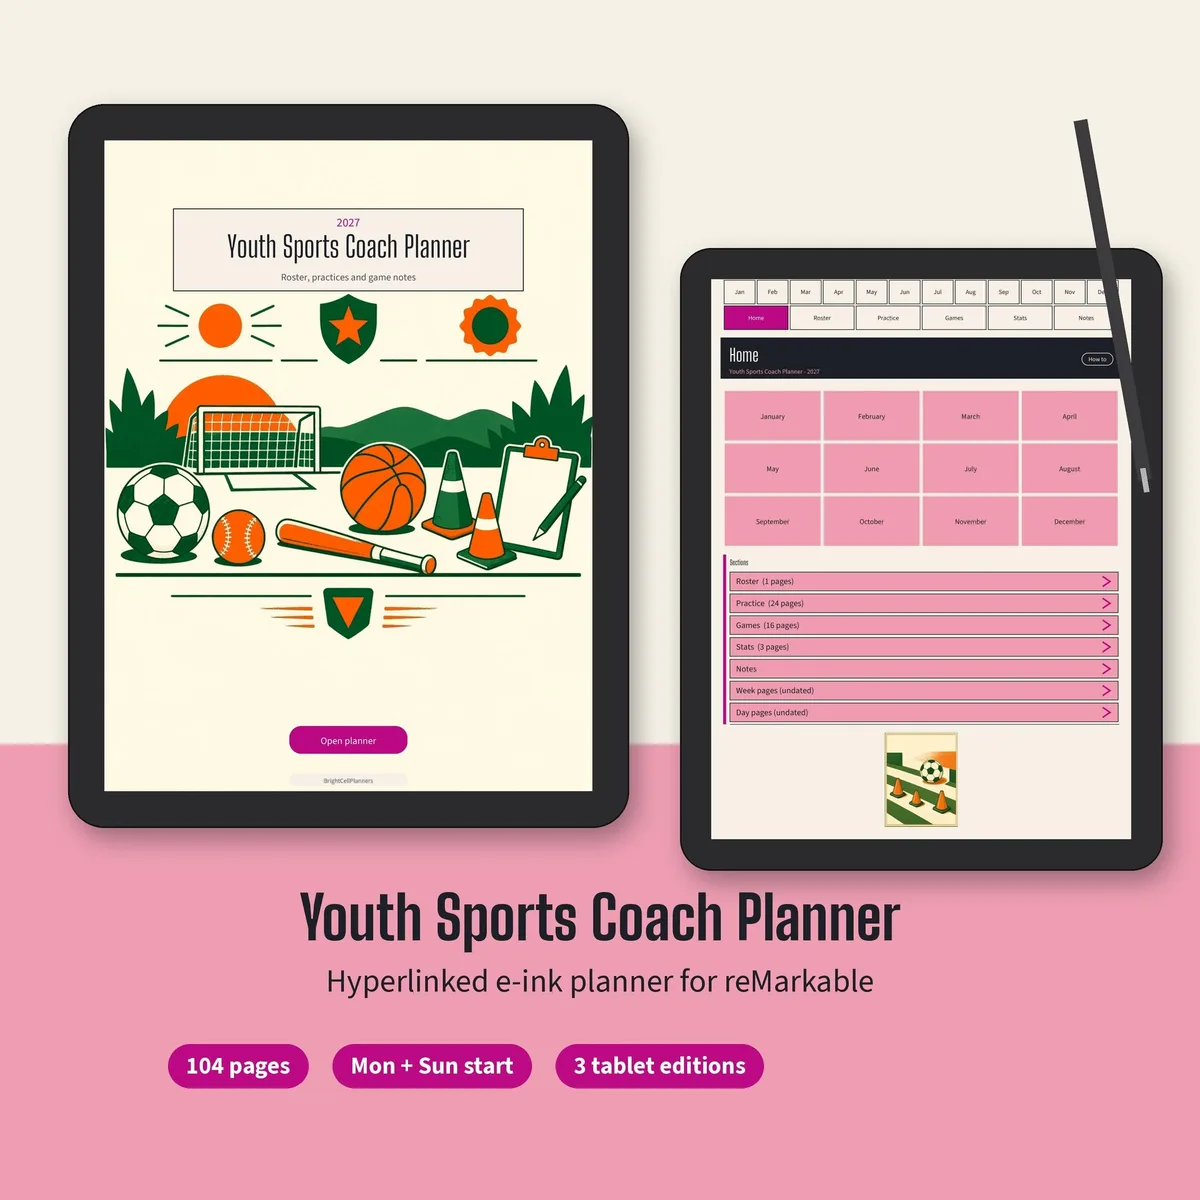 2027
Youth Sports Coach Planner
Roster, practices and game notes
Open planner
BrightCellPlanners
Jan Feb Mar Apr May Jun Jul Aug Sep Oct Nov
Home Roster Practice Games Stats Notes
Home
Youth Sports Coach Planner - 2027
How to
January February March April
May June July August
September October November December
Sections
Roster (1 pages)
Practice (24 pages)
Games (16 pages)
Stats (3 pages)
Notes
Week pages (undated)
Day pages (undated)
Youth Sports Coach Planner
Hyperlinked e-ink planner for reMarkable
104 pages Mon + Sun start 3 tablet editions